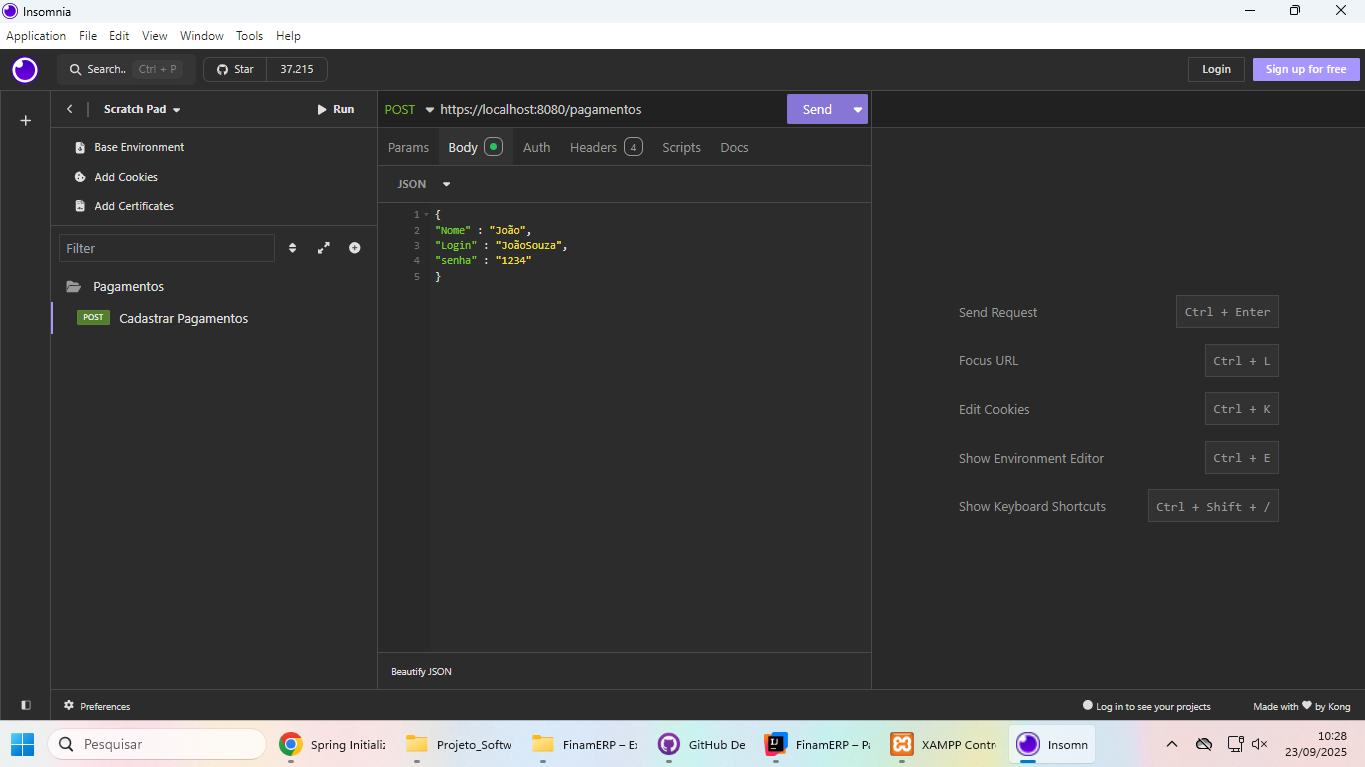 Insomnia
Application File Edit View Window Tools Help
Search.. Ctrl + P Star 37.215 Login Sign up for free
Scratch Pad Run
POST https://localhost:8080/pagamentos Send
Base Environment
Add Cookies
Add Certificates
Params Body Auth Headers 4 Scripts Docs
JSON
Filter
Pagamentos
POST Cadastrar Pagamentos
1 {
2 "Nome" : "João",
3 "Login" : "JoãoSouza",
4 "senha" : "1234"
5 }
Send Request Ctrl + Enter
Focus URL Ctrl + L
Edit Cookies Ctrl + K
Show Environment Editor Ctrl + E
Show Keyboard Shortcuts Ctrl + Shift + /
Beautify JSON
Preferences Log in to see your projects Made with by Kong
Pesquisar Spring Initializ Projeto_Softw FinamERP – Ex GitHub De FinamERP – Pa XAMPP Contr Insomn
10:28
23/09/2025